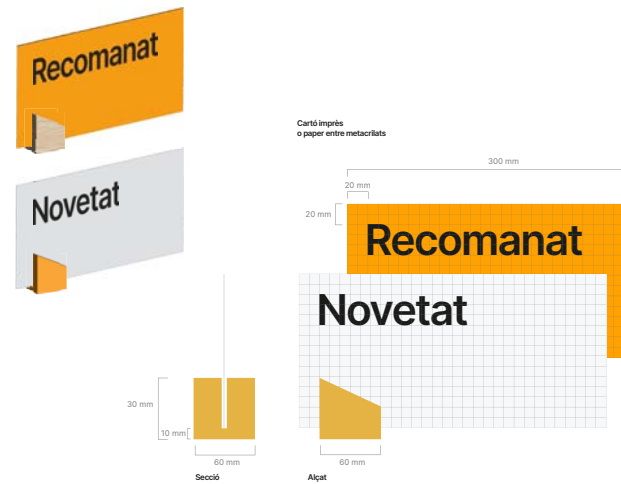 Recomanat
Novetat
Cartó imprès
o paper entre metacrilats
300 mm
20 mm
20 mm
Recomanat
Novetat
30 mm
10 mm
60 mm
60 mm
Secció
Alçat